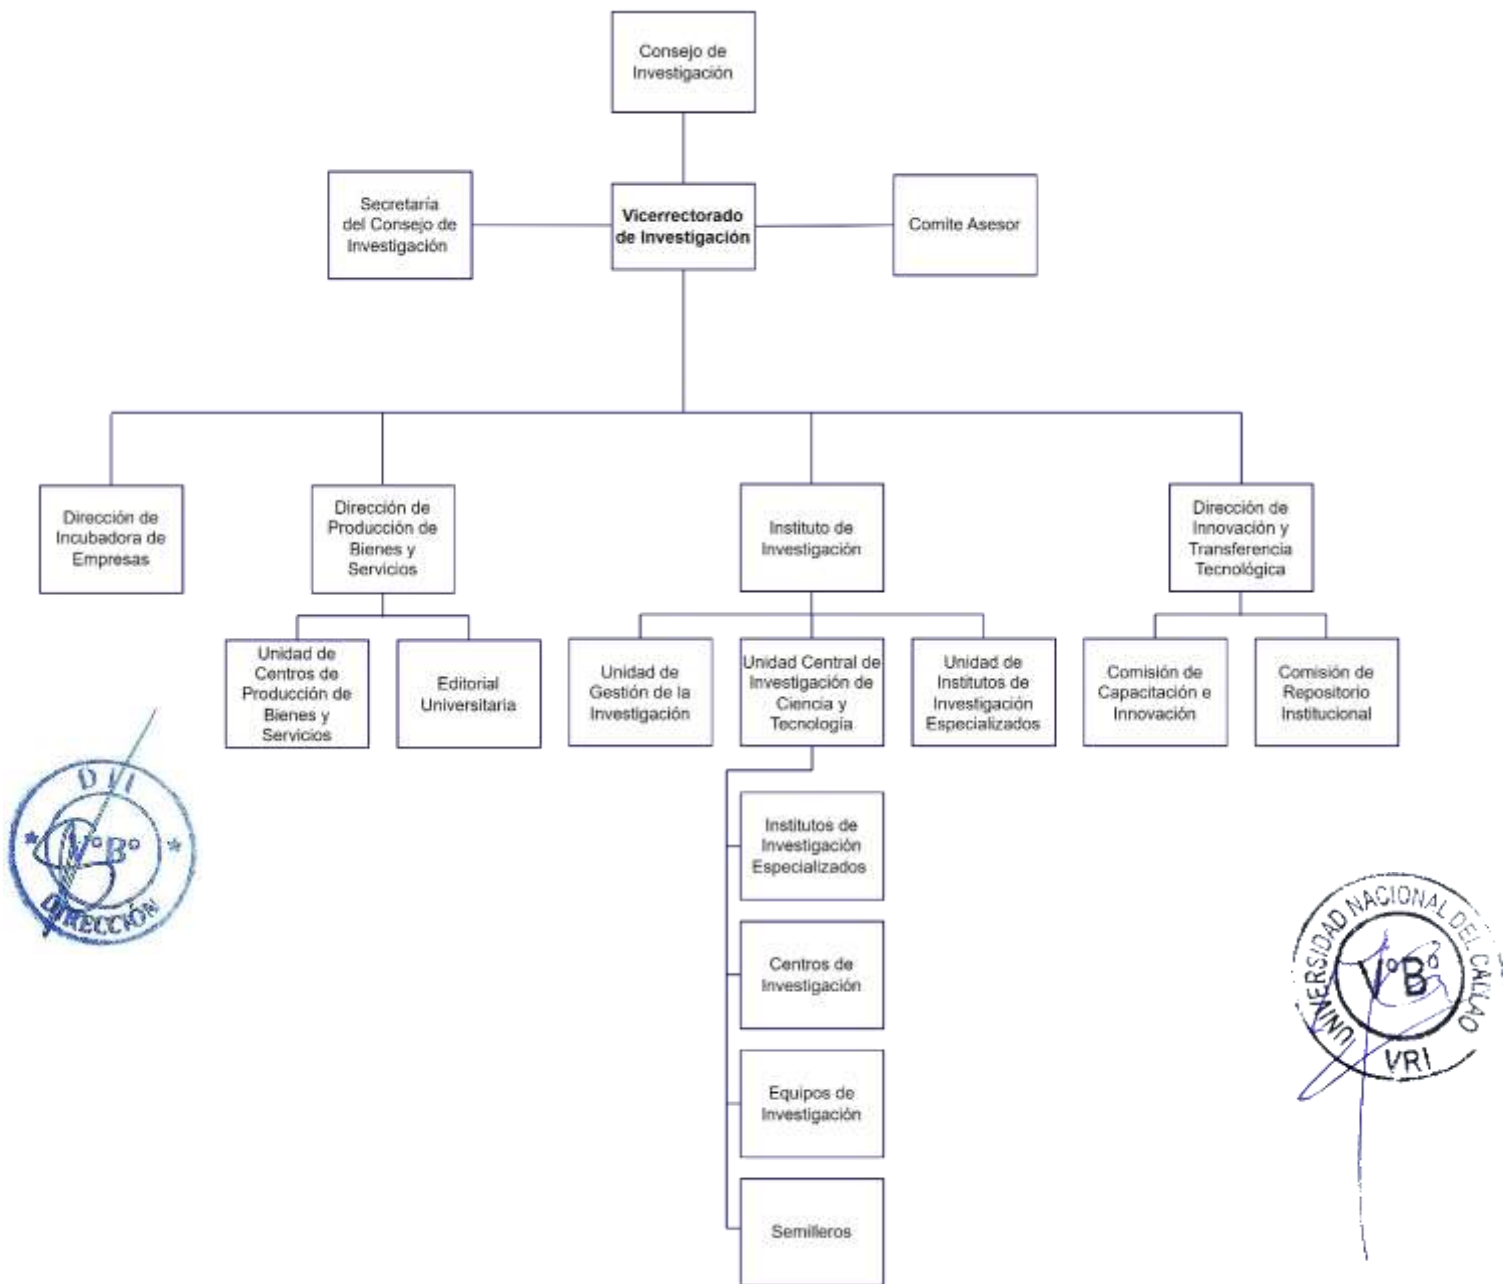 Consejo de
Investigación
Secretaría
del Consejo de
Investigación
Vicerrectorado
de Investigación
Comite Asesor
Dirección de
Incubadora de
Empresas
Dirección de
Producción de
Bienes y
Servicios
Instituto de
Investigación
Dirección de
Innovación y
Transferencia
Tecnológica
Unidad de
Centros de
Producción de
Bienes y
Servicios
Editorial
Universitaria
Unidad de
Gestión de la
Investigación
Unidad Central de
Investigación de
Ciencia y
Tecnología
Unidad de
Institutos de
Investigación
Especializados
Comisión de
Capacitación e
Innovación
Comisión de
Repositorio
Institucional
Institutos de
Investigación
Especializados
Centros de
Investigación
Equipos de
Investigación
Semilleros
V°B°
DIRECCIÓN
UNIVERSIDAD NACIONAL DEL CALLAO
V°B°
VRI